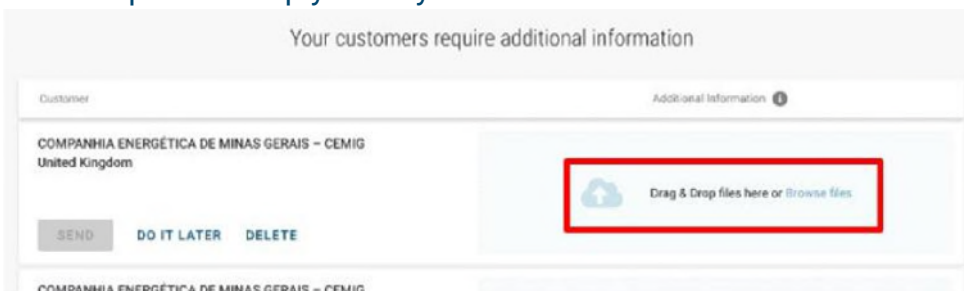 Your customers require additional information
Customer
Additional Information
COMPANHIA ENERGÉTICA DE MINAS GERAIS – CEMIG
United Kingdom
Drag & Drop files here or Browse files
SEND DO IT LATER DELETE
COMPANHIA ENERGÉTICA DE MINAS GERAIS – CEMIG